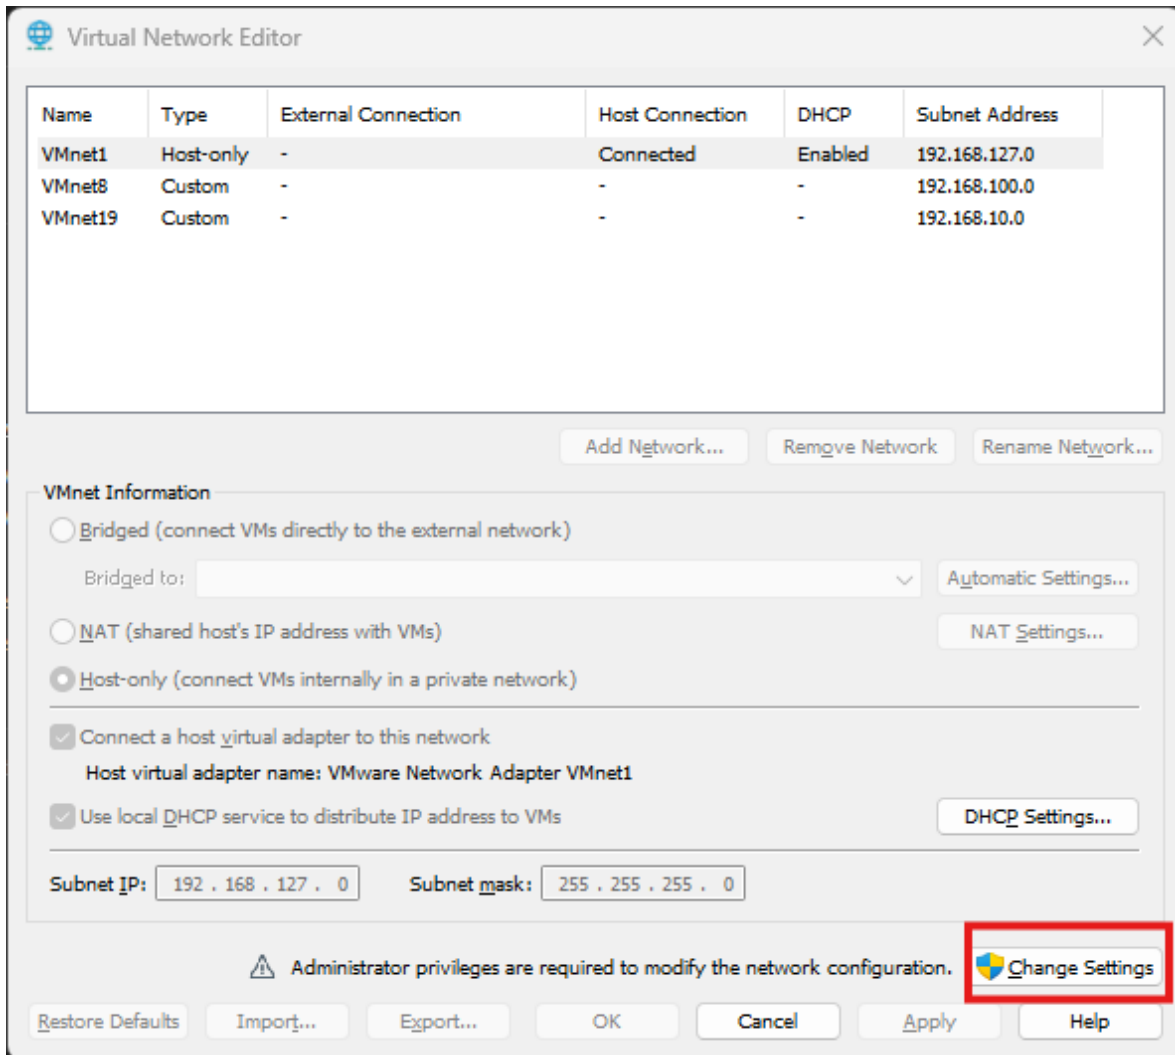 Virtual Network Editor
Name Type External Connection Host Connection DHCP Subnet Address
VMnet1 Host-only - Connected Enabled 192.168.127.0
VMnet8 Custom - - - 192.168.100.0
VMnet19 Custom - - - 192.168.10.0
Add Network... Remove Network Rename Network...
VMnet Information
Bridged (connect VMs directly to the external network)
Bridged to: Automatic Settings...
NAT (shared host's IP address with VMs) NAT Settings...
Host-only (connect VMs internally in a private network)
Connect a host virtual adapter to this network
Host virtual adapter name: VMware Network Adapter VMnet1
Use local DHCP service to distribute IP address to VMs DHCP Settings...
Subnet IP: 192 . 168 . 127 . 0 Subnet mask: 255 . 255 . 255 . 0
Administrator privileges are required to modify the network configuration. Change Settings
Restore Defaults Import... Export... OK Cancel Apply Help